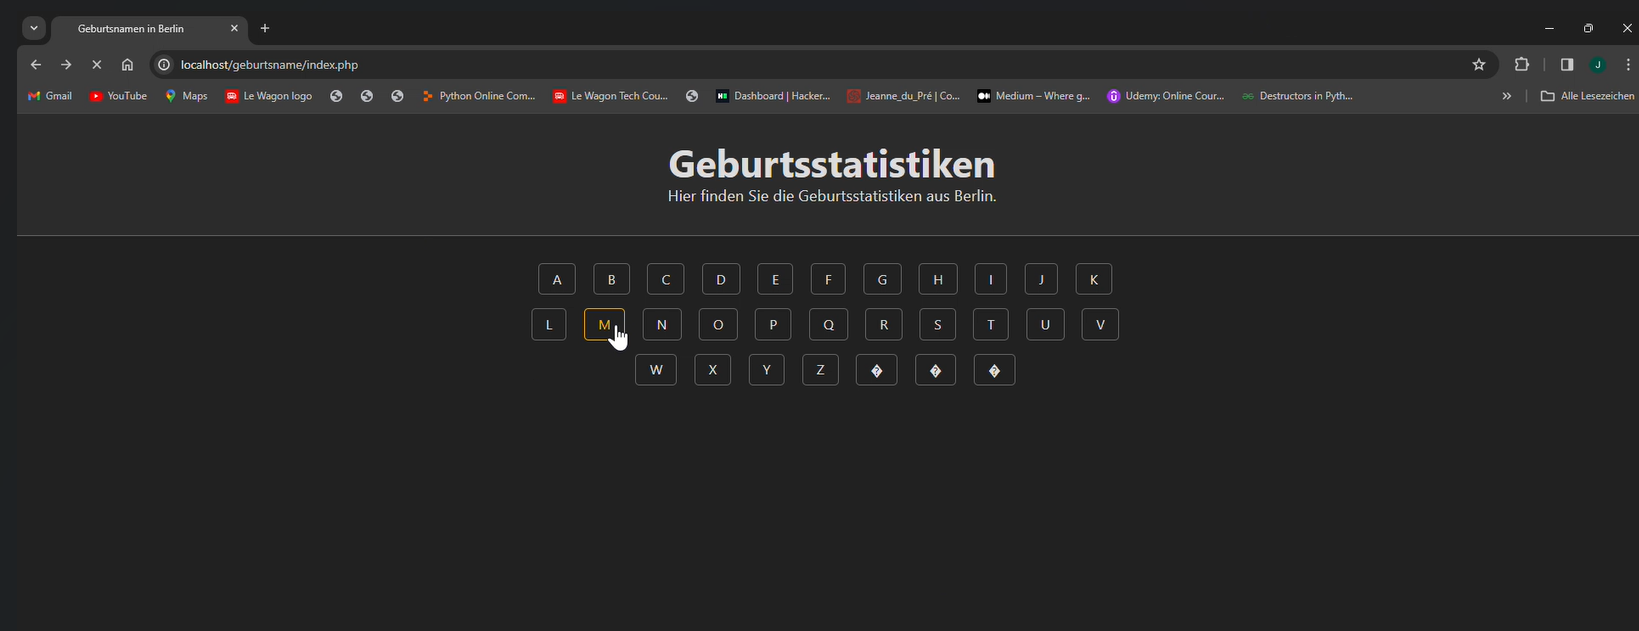 Geburtsnamen in Berlin
localhost/geburtsname/index.php
J
Gmail YouTube Maps Le Wagon logo Python Online Com... Le Wagon Tech Cou... Dashboard | Hacker... Jeanne_du_Pré | Co... Medium – Where g... Udemy: Online Cour... Destructors in Pyth... » Alle Lesezeichen
Geburtsstatistiken
Hier finden Sie die Geburtsstatistiken aus Berlin.
A B C D E F G H I J K
L M N O P Q R S T U V
W X Y Z � � �